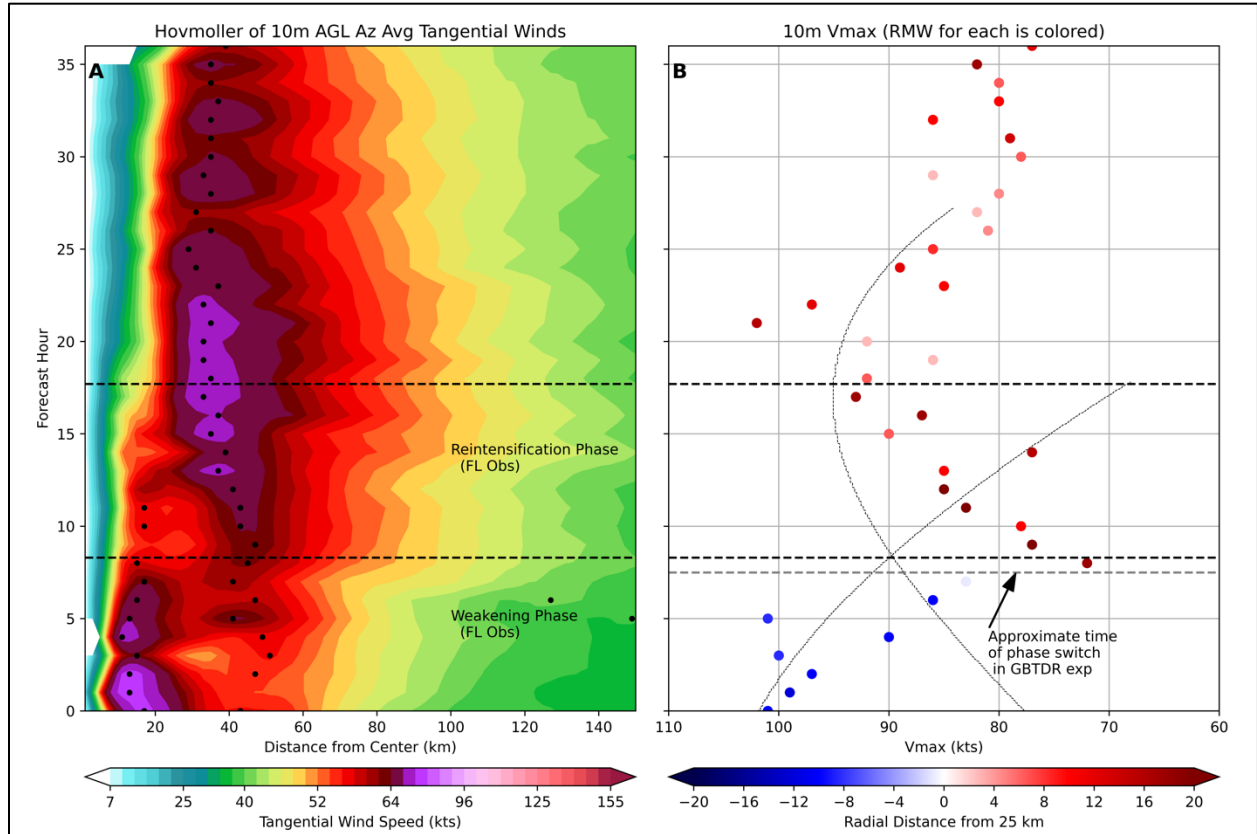 Hovmoller of 10m AGL Az Avg Tangential Winds
A
35
30
25
20
15
10
5
0
Forecast Hour
Reintensification Phase
(FL Obs)
Weakening Phase
(FL Obs)
20 40 60 80 100 120 140
Distance from Center (km)
7 25 40 52 64 96 125 155
Tangential Wind Speed (kts)
10m Vmax (RMW for each is colored)
B
Approximate time
of phase switch
in GBTDR exp
110 100 90 80 70 60
Vmax (kts)
−20 −16 −12 −8 −4 0 4 8 12 16 20
Radial Distance from 25 km